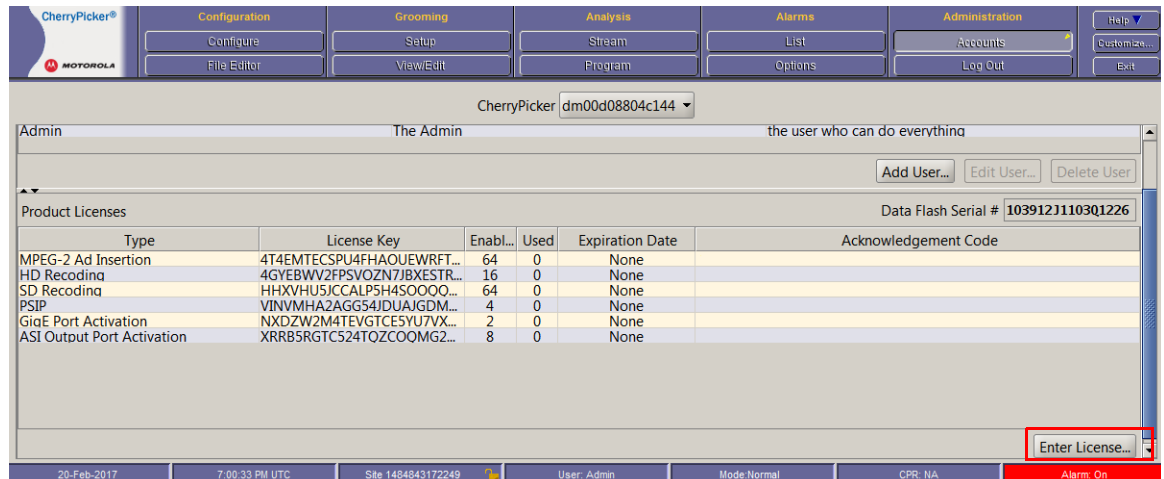 CherryPicker® Configuration Grooming Analysis Alarms Administration Help
Configure Setup Stream List Accounts Customize...
MOTOROLA File Editor View/Edit Program Options Log Out Exit
CherryPicker dm00d08804c144
Admin The Admin the user who can do everything
Add User... Edit User... Delete User
Product Licenses Data Flash Serial # 103912J1103Q1226
Type License Key Enabl... Used Expiration Date Acknowledgement Code
MPEG-2 Ad Insertion 4T4EMTECSPU4FHAOUEWRFT... 64 0 None
HD Recoding 4GYEBWV2FPSVOZN7JBXESTR... 16 0 None
SD Recoding HHXVHU5JCCALP5H4SOOQO... 64 0 None
PSIP VINVMHA2AGG54JDUAJGDM... 4 0 None
GigE Port Activation NXDZW2M4TEVGTCE5YU7VX... 2 0 None
ASI Output Port Activation XRRB5RGTC524TQZCOQMG2... 8 0 None
Enter License...
20-Feb-2017 7:00:33 PM UTC Site 1484843172249 User: Admin Mode:Normal CPR: NA Alarm: On